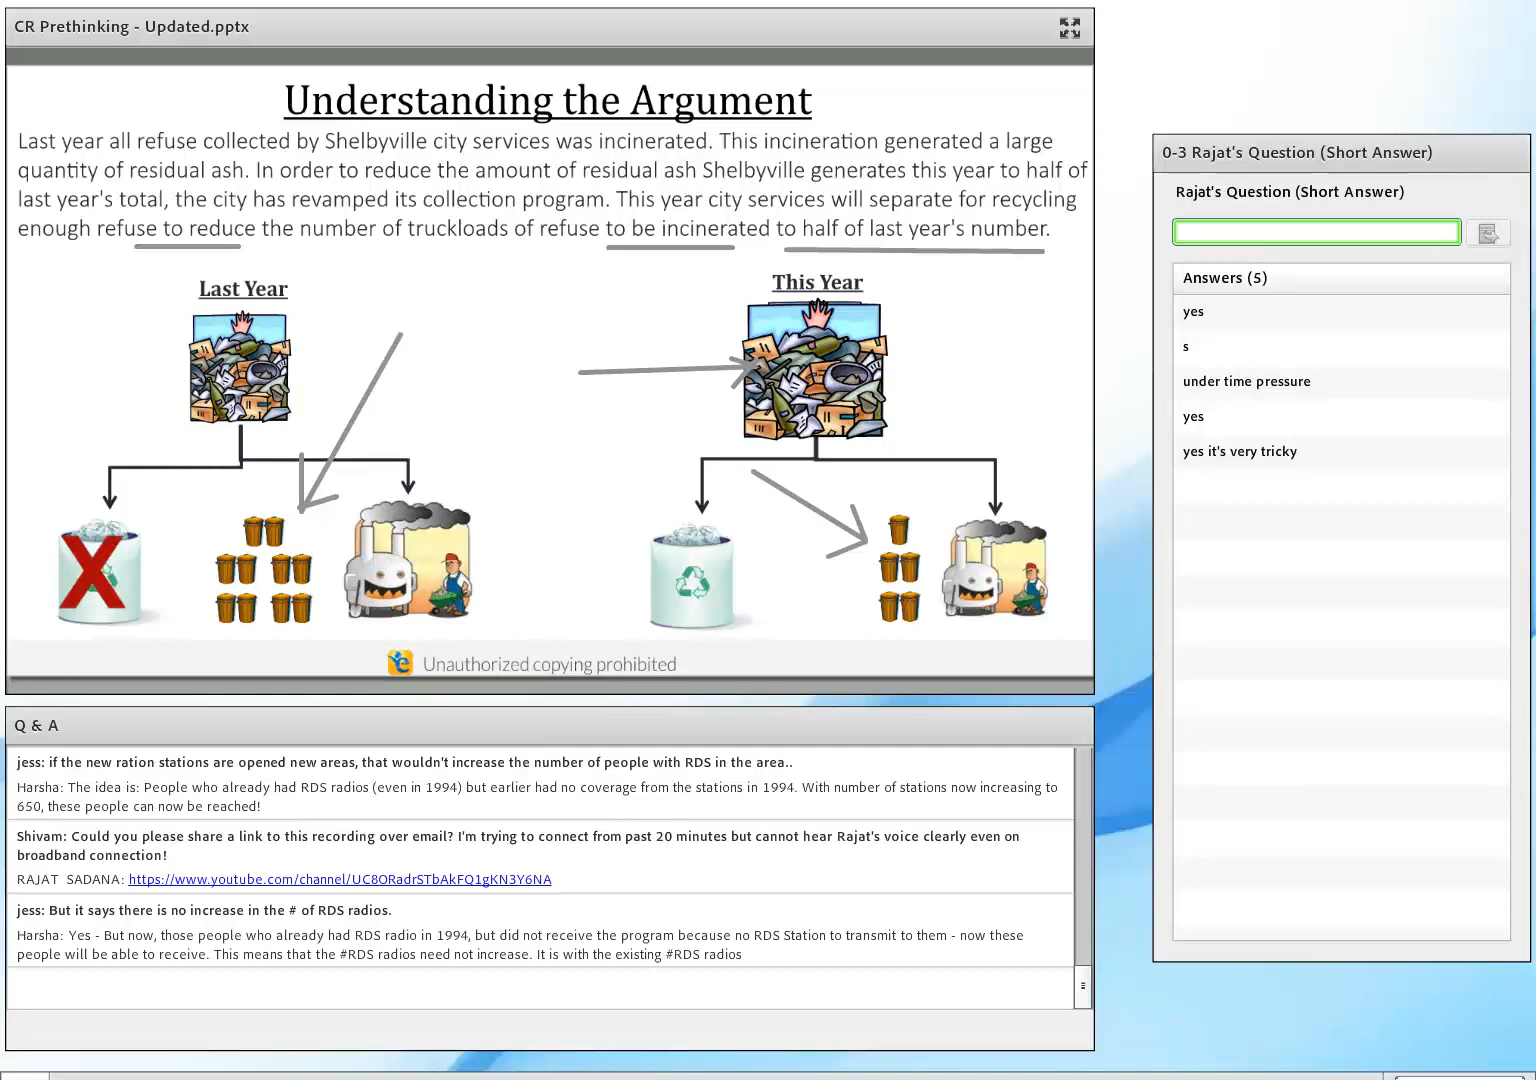 CR Prethinking - Updated.pptx
Understanding the Argument
Last year all refuse collected by Shelbyville city services was incinerated. This incineration generated a large
quantity of residual ash. In order to reduce the amount of residual ash Shelbyville generates this year to half of
last year's total, the city has revamped its collection program. This year city services will separate for recycling
enough refuse to reduce the number of truckloads of refuse to be incinerated to half of last year's number.
Last Year
This Year
X
Unauthorized copying prohibited
Q & A
jess: if the new ration stations are opened new areas, that wouldn't increase the number of people with RDS in the area..
Harsha: The idea is: People who already had RDS radios (even in 1994) but earlier had no coverage from the stations in 1994. With number of stations now increasing to
650, these people can now be reached!
Shivam: Could you please share a link to this recording over email? I'm trying to connect from past 20 minutes but cannot hear Rajat's voice clearly even on
broadband connection!
RAJAT SADANA: https://www.youtube.com/channel/UC8ORadrSTbAkFQ1gKN3Y6NA
jess: But it says there is no increase in the # of RDS radios.
Harsha: Yes - But now, those people who already had RDS radio in 1994, but did not receive the program because no RDS Station to transmit to them - now these
people will be able to receive. This means that the #RDS radios need not increase. It is with the existing #RDS radios
0-3 Rajat's Question (Short Answer)
Rajat's Question (Short Answer)
Answers (5)
yes
s
under time pressure
yes
yes it's very tricky